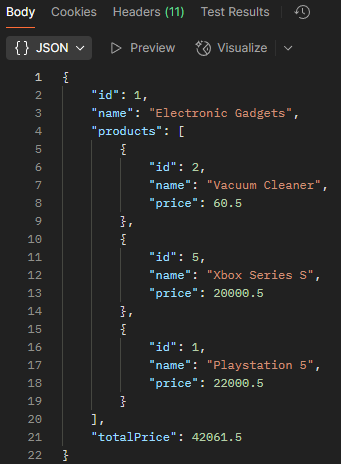 Body Cookies Headers (11) Test Results
{} JSON Preview Visualize
1 {
2 "id": 1,
3 "name": "Electronic Gadgets",
4 "products": [
5 {
6 "id": 2,
7 "name": "Vacuum Cleaner",
8 "price": 60.5
9 },
10 {
11 "id": 5,
12 "name": "Xbox Series S",
13 "price": 20000.5
14 },
15 {
16 "id": 1,
17 "name": "Playstation 5",
18 "price": 22000.5
19 }
20 ],
21 "totalPrice": 42061.5
22 }